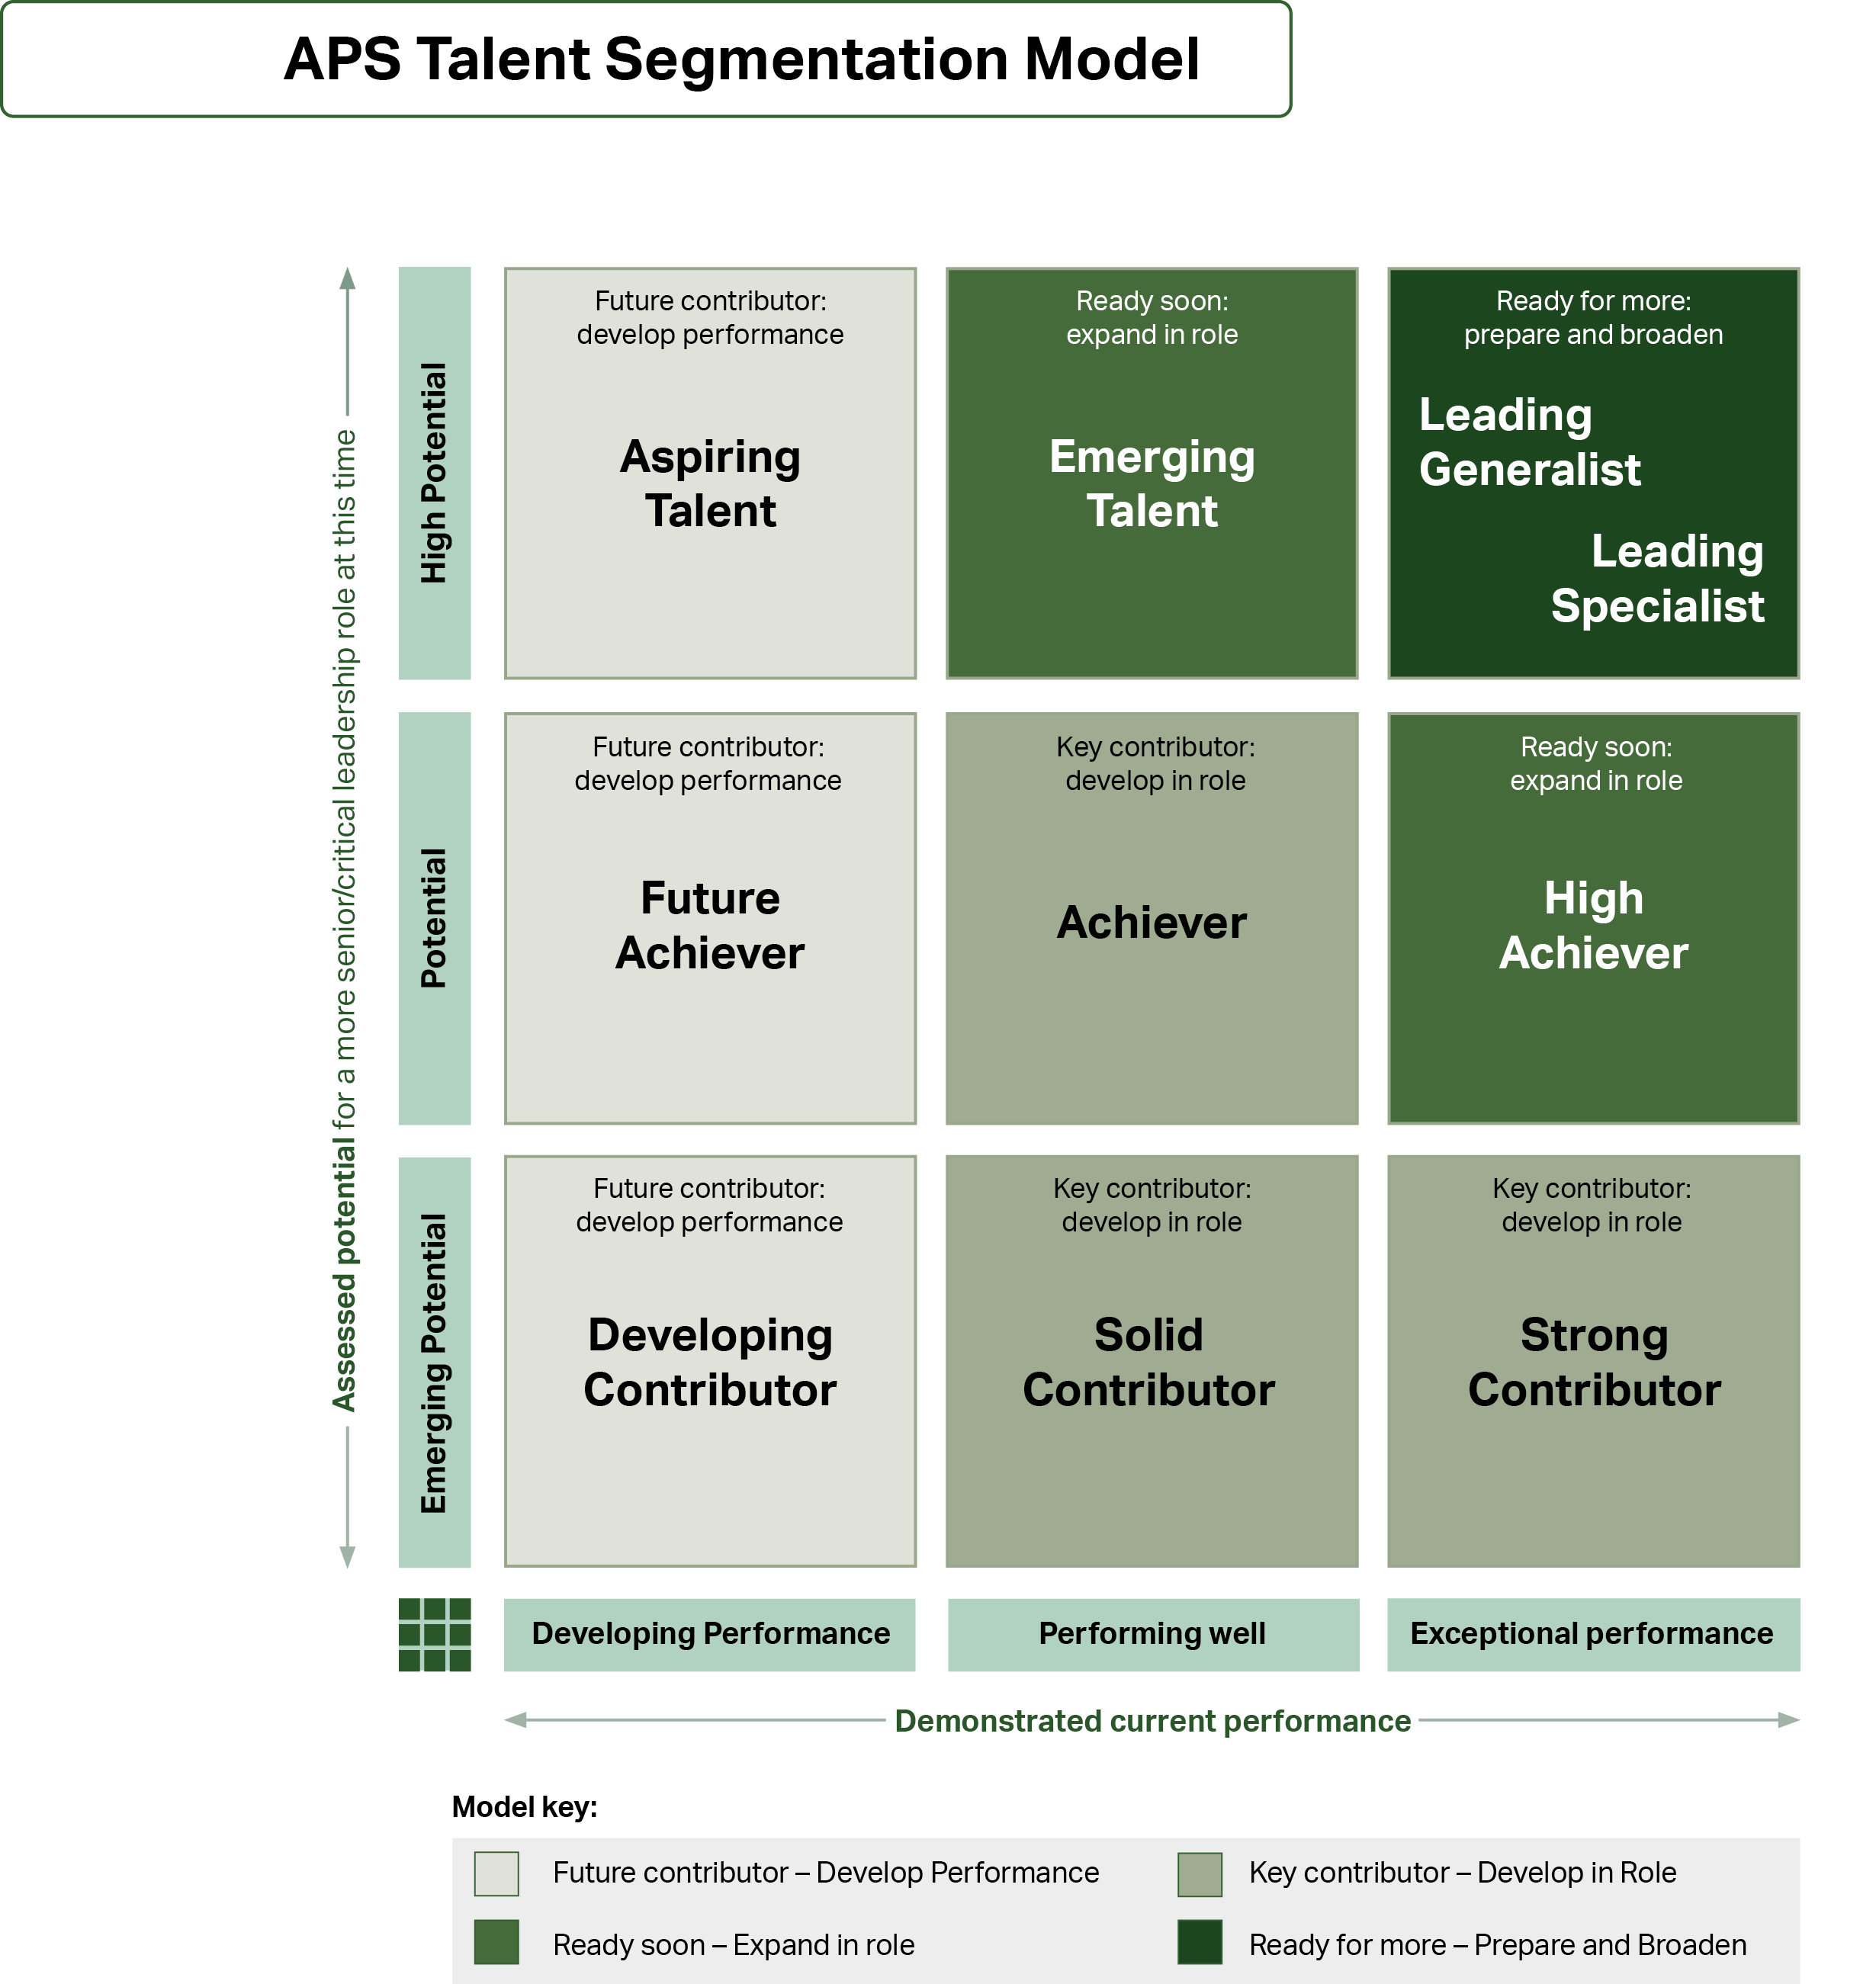 APS Talent Segmentation Model
Assessed potential for a more senior/critical leadership role at this time
High Potential
Future contributor:
develop performance
Aspiring
Talent
Ready soon:
expand in role
Emerging
Talent
Ready for more:
prepare and broaden
Leading
Generalist
Leading
Specialist
Potential
Future contributor:
develop performance
Future
Achiever
Key contributor:
develop in role
Achiever
Ready soon:
expand in role
High
Achiever
Emerging Potential
Future contributor:
develop performance
Developing
Contributor
Key contributor:
develop in role
Solid
Contributor
Key contributor:
develop in role
Strong
Contributor
Developing Performance
Performing well
Exceptional performance
Demonstrated current performance
Model key:
Future contributor – Develop Performance
Key contributor – Develop in Role
Ready soon – Expand in role
Ready for more – Prepare and Broaden